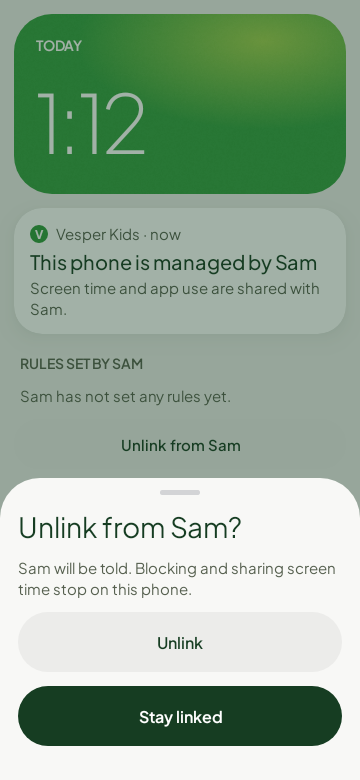 TODAY
1:12
V Vesper Kids · now
This phone is managed by Sam
Screen time and app use are shared with
Sam.
RULES SET BY SAM
Sam has not set any rules yet.
Unlink from Sam
Unlink from Sam?
Sam will be told. Blocking and sharing screen
time stop on this phone.
Unlink
Stay linked